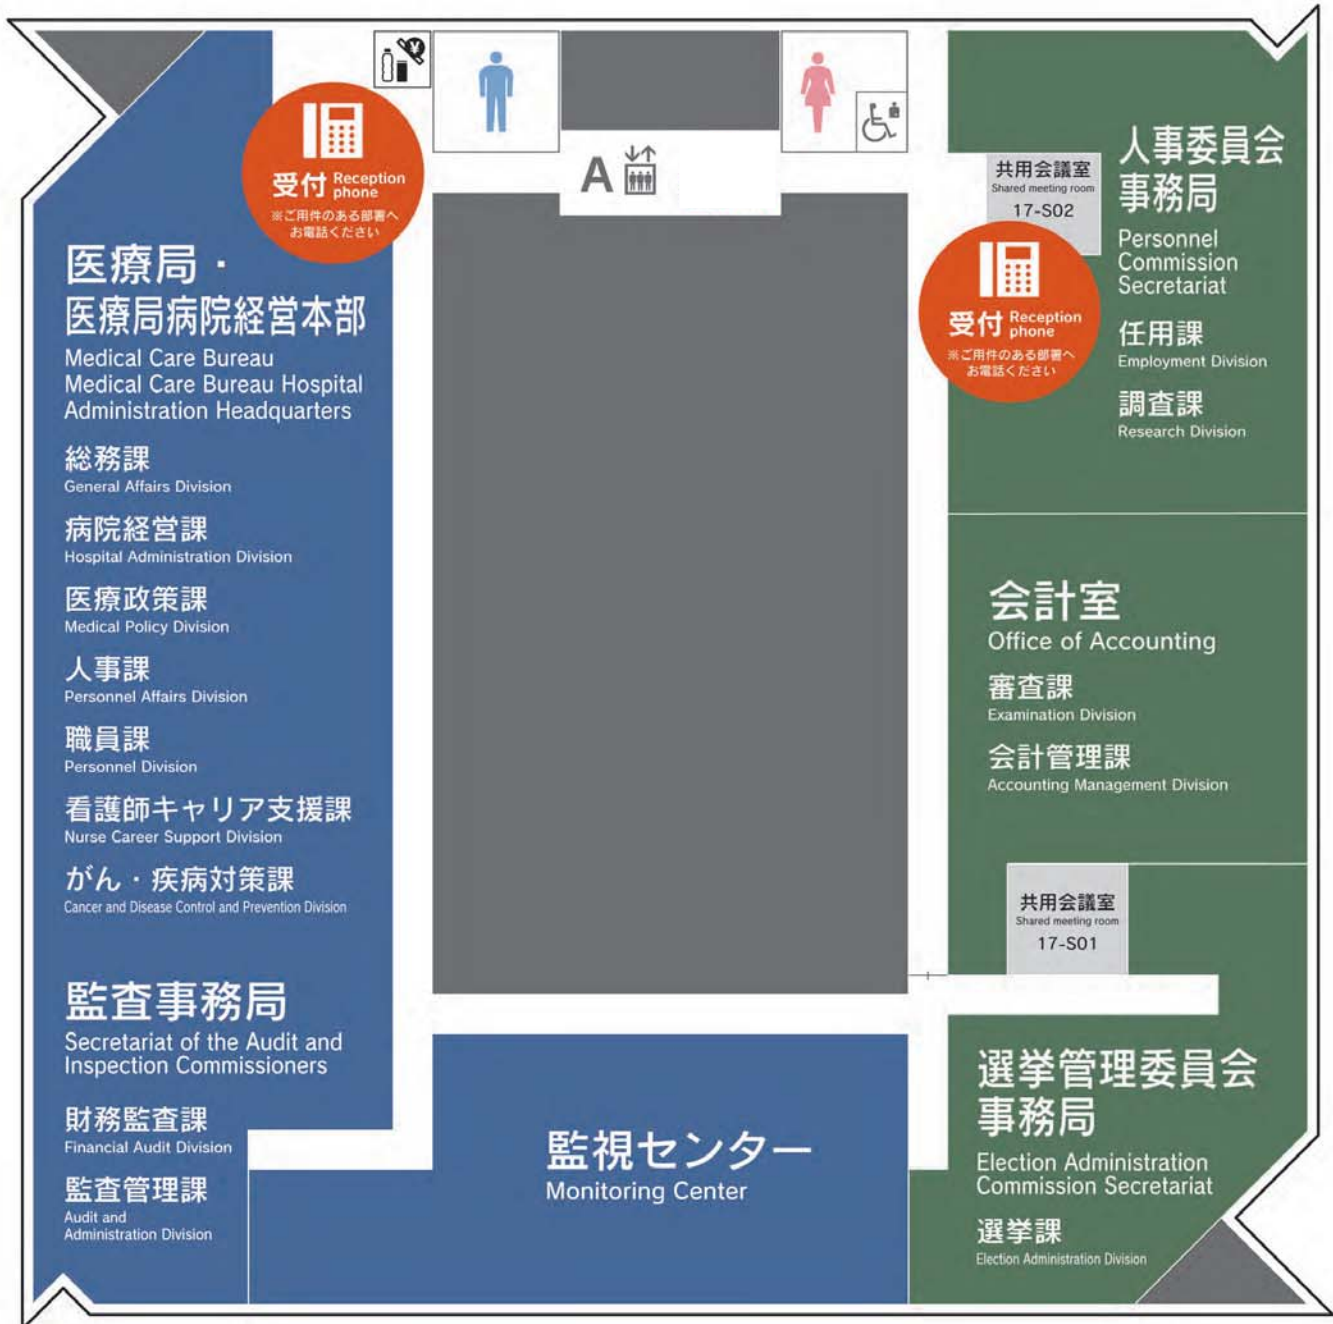 ¥
受付 Reception
phone
※ご用件のある部署へ
お電話ください
A
医療局・
医療局病院経営本部
Medical Care Bureau
Medical Care Bureau Hospital
Administration Headquarters
総務課
General Affairs Division
病院経営課
Hospital Administration Division
医療政策課
Medical Policy Division
人事課
Personnel Affairs Division
職員課
Personnel Division
看護師キャリア支援課
Nurse Career Support Division
がん・疾病対策課
Cancer and Disease Control and Prevention Division
監査事務局
Secretariat of the Audit and
Inspection Commissioners
財務監査課
Financial Audit Division
監査管理課
Audit and
Administration Division
監視センター
Monitoring Center
共用会議室
Shared meeting room
17-S02
受付 Reception
phone
※ご用件のある部署へ
お電話ください
人事委員会
事務局
Personnel
Commission
Secretariat
任用課
Employment Division
調査課
Research Division
会計室
Office of Accounting
審査課
Examination Division
会計管理課
Accounting Management Division
共用会議室
Shared meeting room
17-S01
選挙管理委員会
事務局
Election Administration
Commission Secretariat
選挙課
Election Administration Division